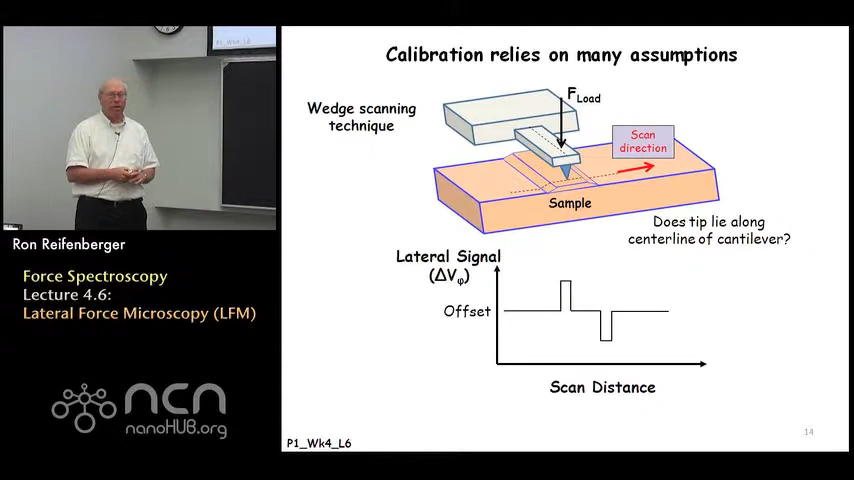 Calibration relies on many assumptions
Wedge scanning
technique
FLoad
Scan
direction
Sample
Does tip lie along
centerline of cantilever?
Lateral Signal
(ΔVφ)
Offset
Scan Distance
14
P1_Wk4_L6
Ron Reifenberger
Force Spectroscopy
Lecture 4.6:
Lateral Force Microscopy (LFM)
ncn
nanoHUB.org